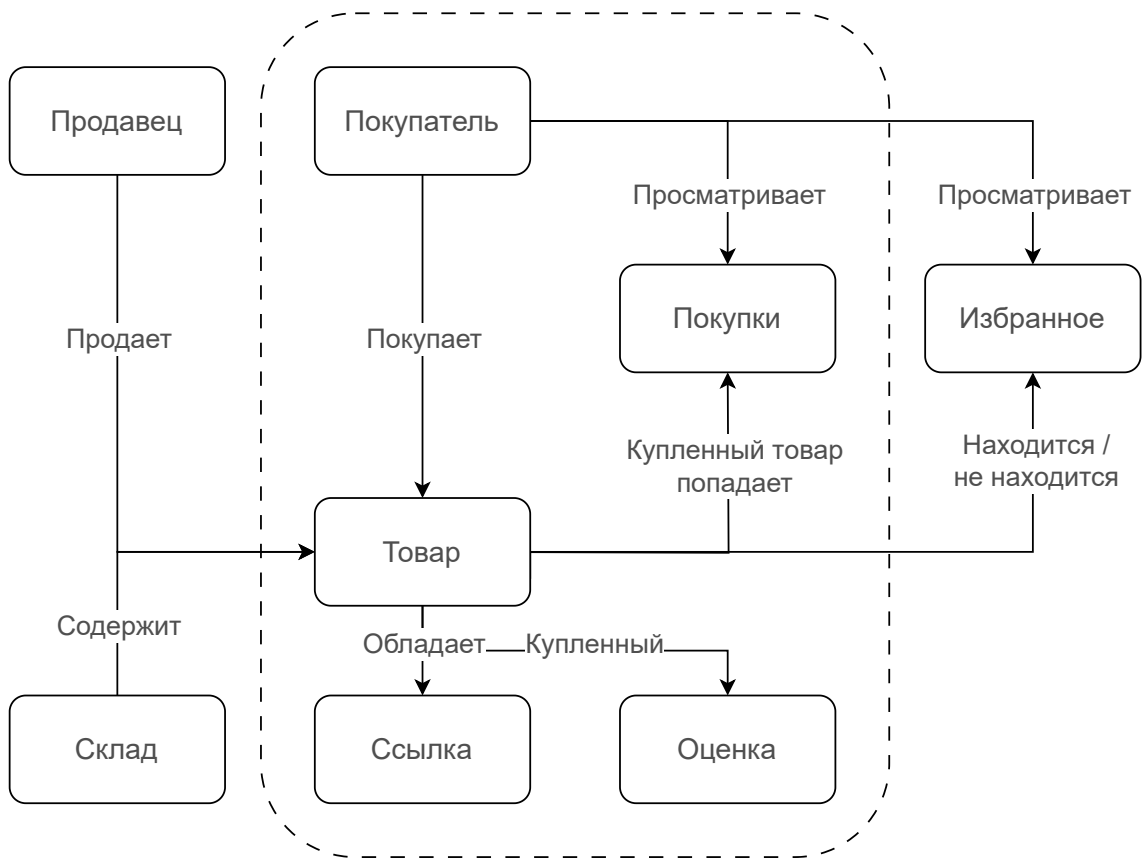 Продавец
Покупатель
Просматривает
Просматривает
Покупки
Избранное
Продает
Покупает
Купленный товар
попадает
Находится /
не находится
Товар
Содержит
Обладает
Купленный
Склад
Ссылка
Оценка